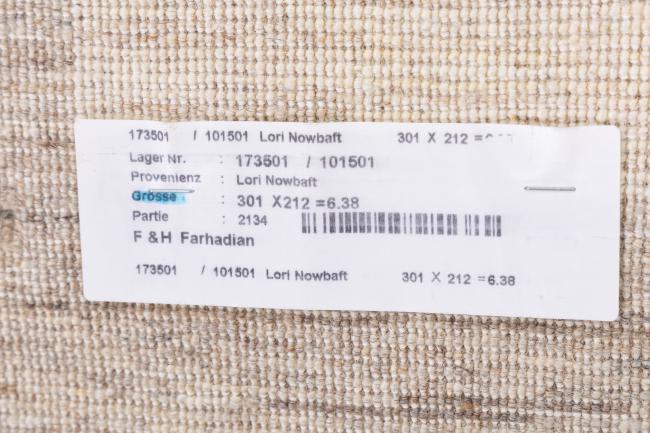 173501 / 101501 Lori Nowbaft 301 X 212 =
Lager Nr. : 173501 / 101501
Provenienz : Lori Nowbaft
Grösse : 301 X212 =6.38
Partie : 2134
F &H Farhadian
173501 / 101501 Lori Nowbaft 301 X 212 =6.38